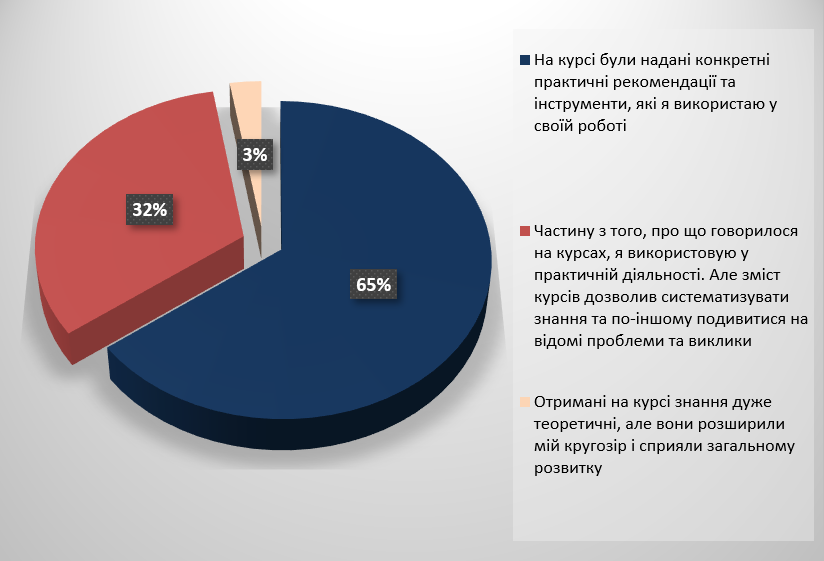 3%
32%
65%
На курсі були надані конкретні
практичні рекомендації та
інструменти, які я використаю у
своїй роботі
Частину з того, про що говорилося
на курсах, я використовую у
практичній діяльності. Але зміст
курсів дозволив систематизувати
знання та по-іншому подивитися на
відомі проблеми та виклики
Отримані на курсі знання дуже
теоретичні, але вони розширили
мій кругозір і сприяли загальному
розвитку